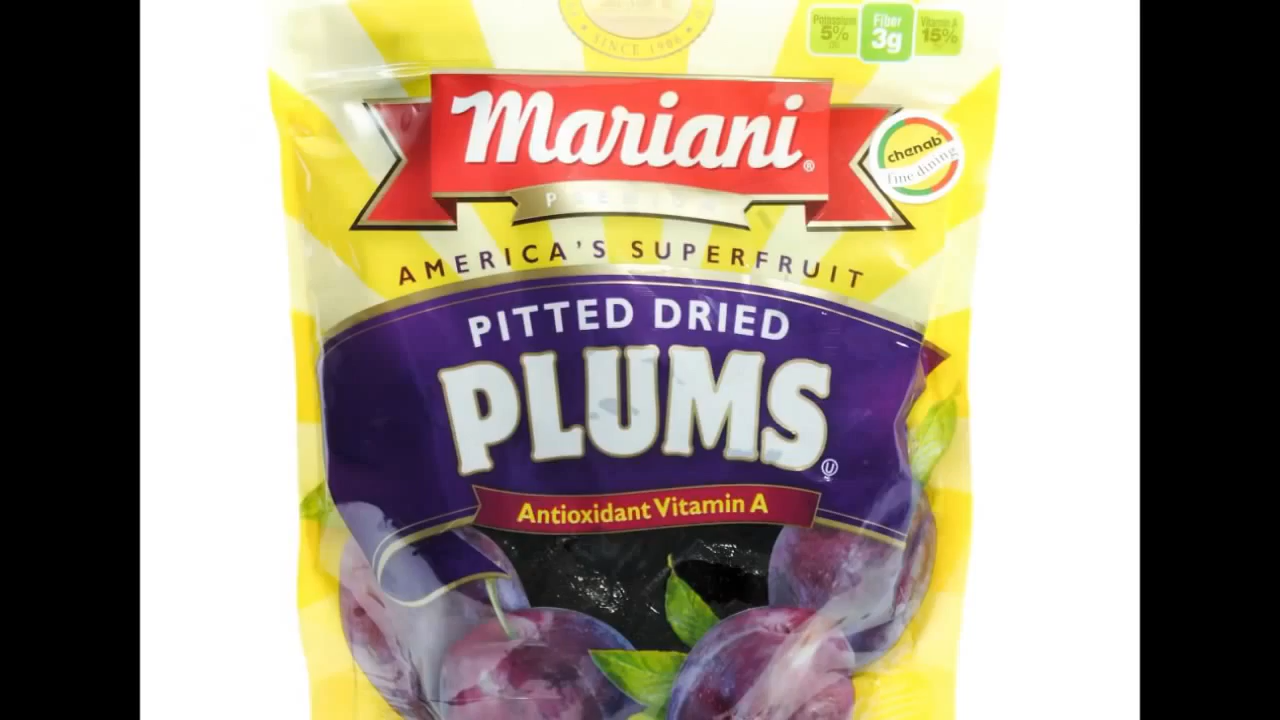 SINCE 1906
Potassium
5%
Fiber
3g
Vitamin A
15%
Mariani®
PREMIUM
chenab
fine dining
AMERICA'S SUPERFRUIT
PITTED DRIED
PLUMS
U
Antioxidant Vitamin A